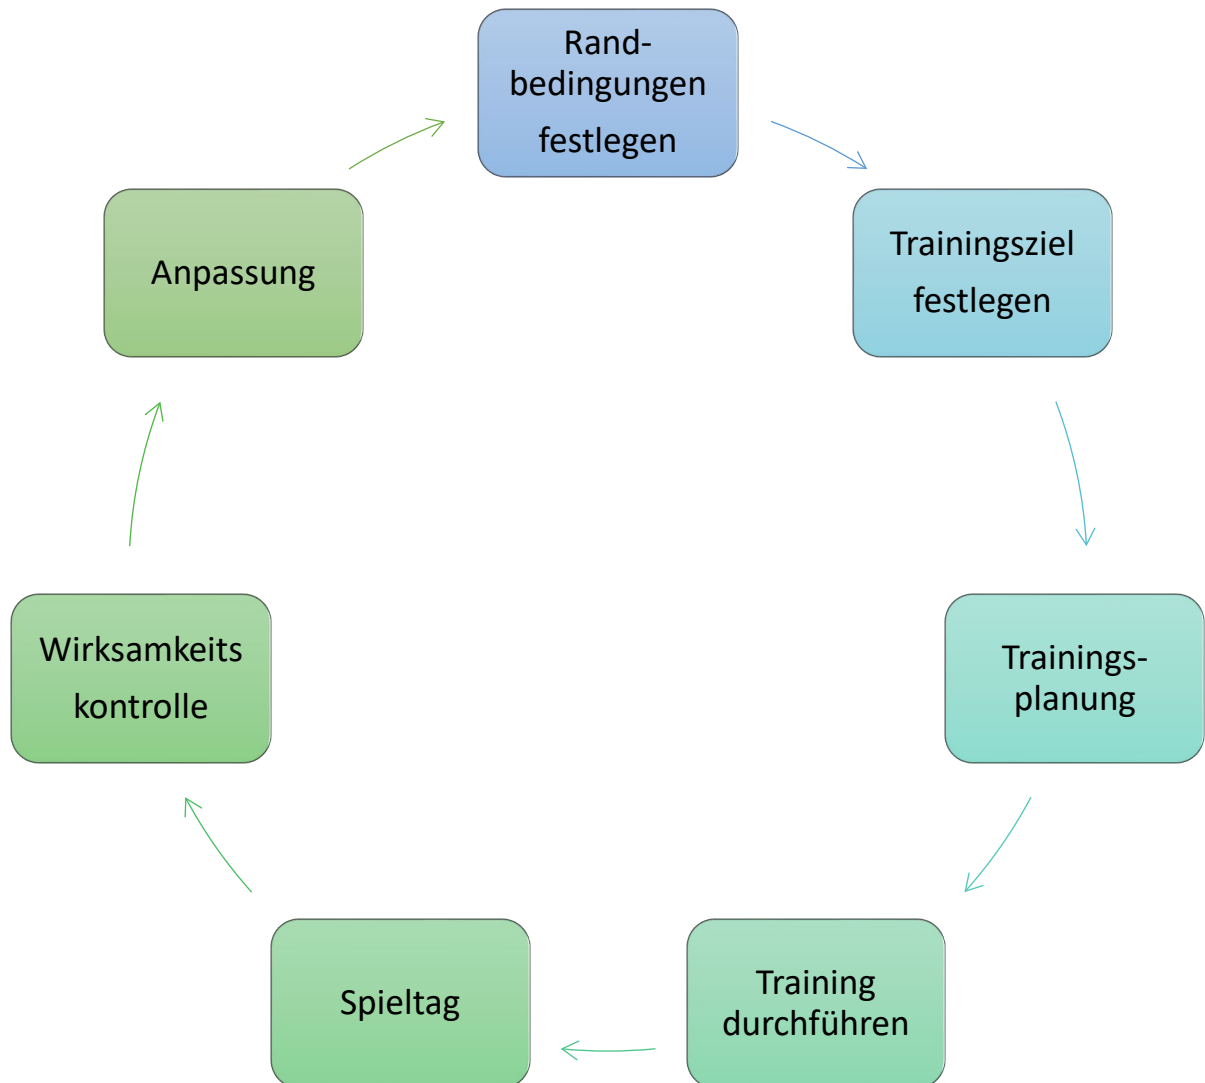 Rand-
bedingungen
festlegen
Trainingsziel
festlegen
Trainings-
planung
Training
durchführen
Spieltag
Wirksamkeits
kontrolle
Anpassung